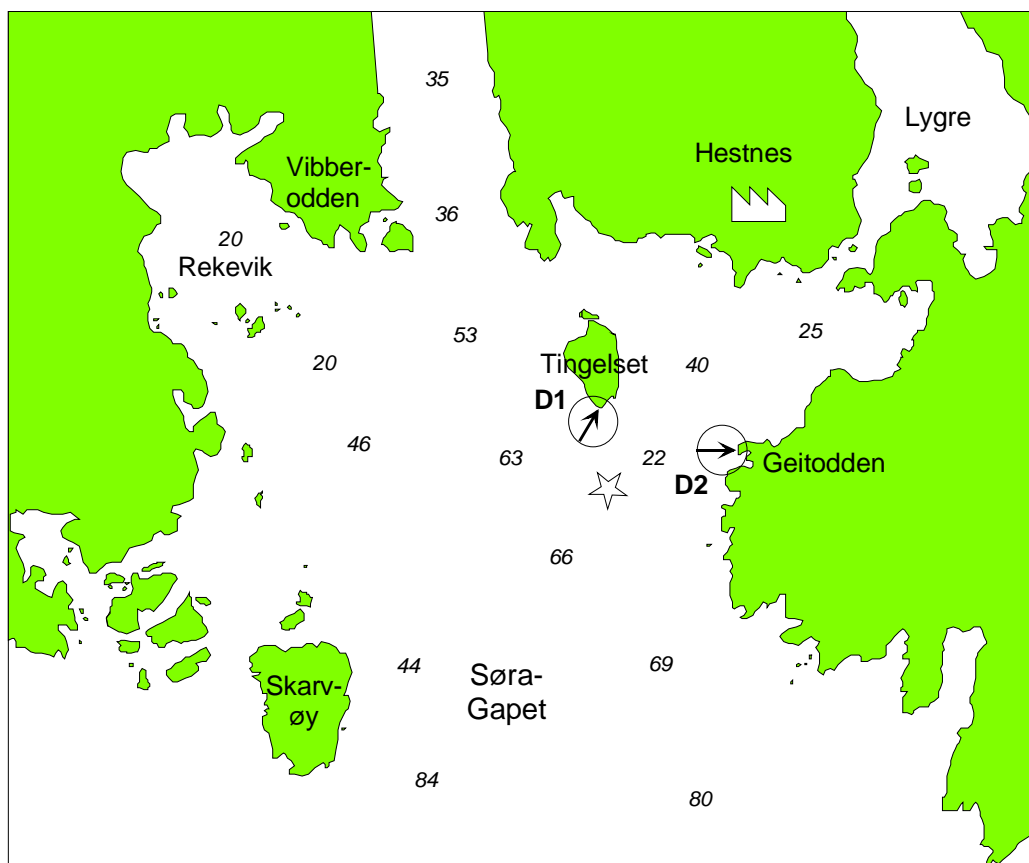 35
Lygre
Hestnes
Vibber-
odden
36
20
Rekevik
53
25
20
Tingelset
40
D1
46
63
22
Geitodden
D2
66
44
Søra-
Gapet
69
Skarv-
øy
84
80